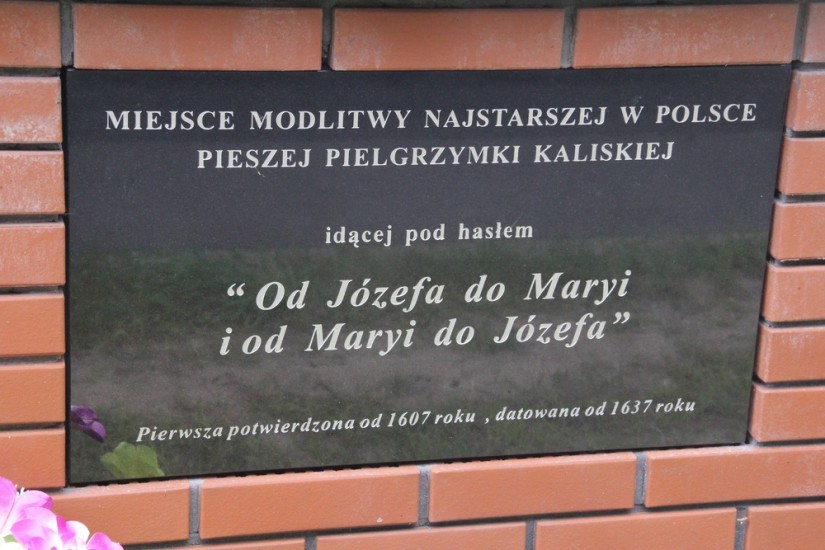 MIEJSCE MODLITWY NAJSTARSZEJ W POLSCE
PIESZEJ PIELGRZYMKI KALISKIEJ
idącej pod hasłem
“ Od Józefa do Maryi
i od Maryi do Józefa”
Pierwsza potwierdzona od 1607 roku , datowana od 1637 roku